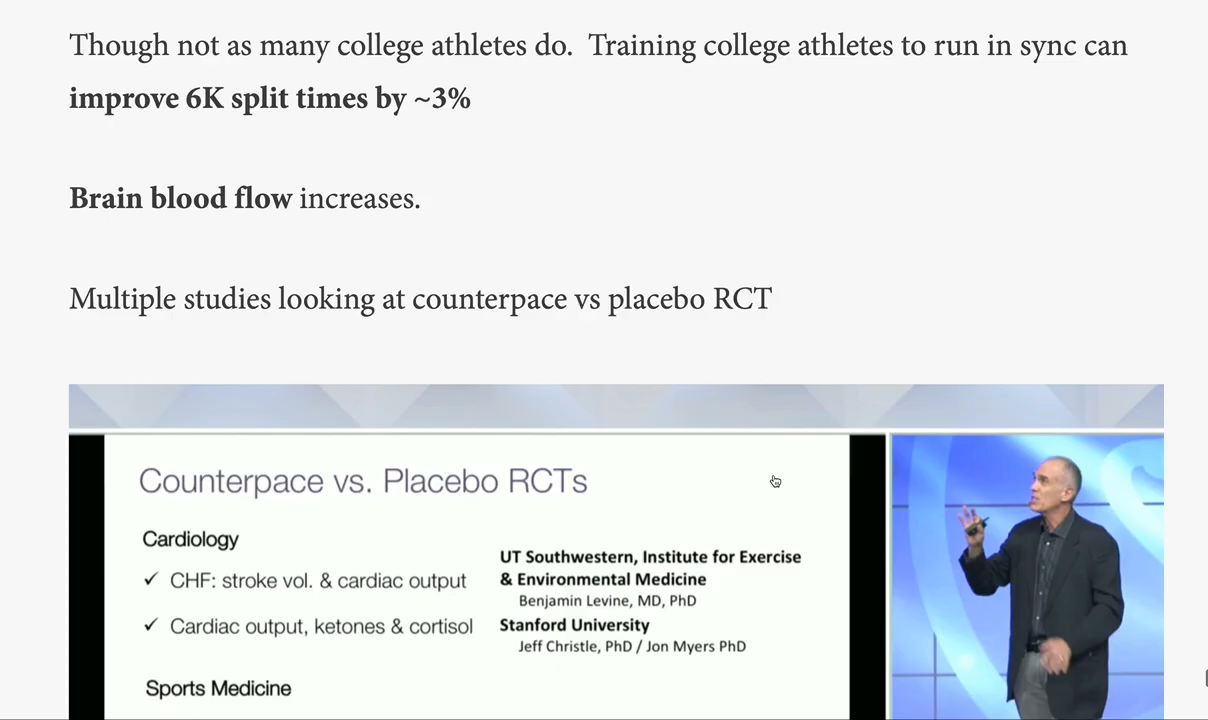 Though not as many college athletes do.  Training college athletes to run in sync can
improve 6K split times by ~3%
Brain blood flow increases.
Multiple studies looking at counterpace vs placebo RCT
Counterpace vs. Placebo RCTs
Cardiology
✓ CHF: stroke vol. & cardiac output
✓ Cardiac output, ketones & cortisol
UT Southwestern, Institute for Exercise
& Environmental Medicine
Benjamin Levine, MD, PhD
Stanford University
Jeff Christle, PhD / Jon Myers PhD
Sports Medicine